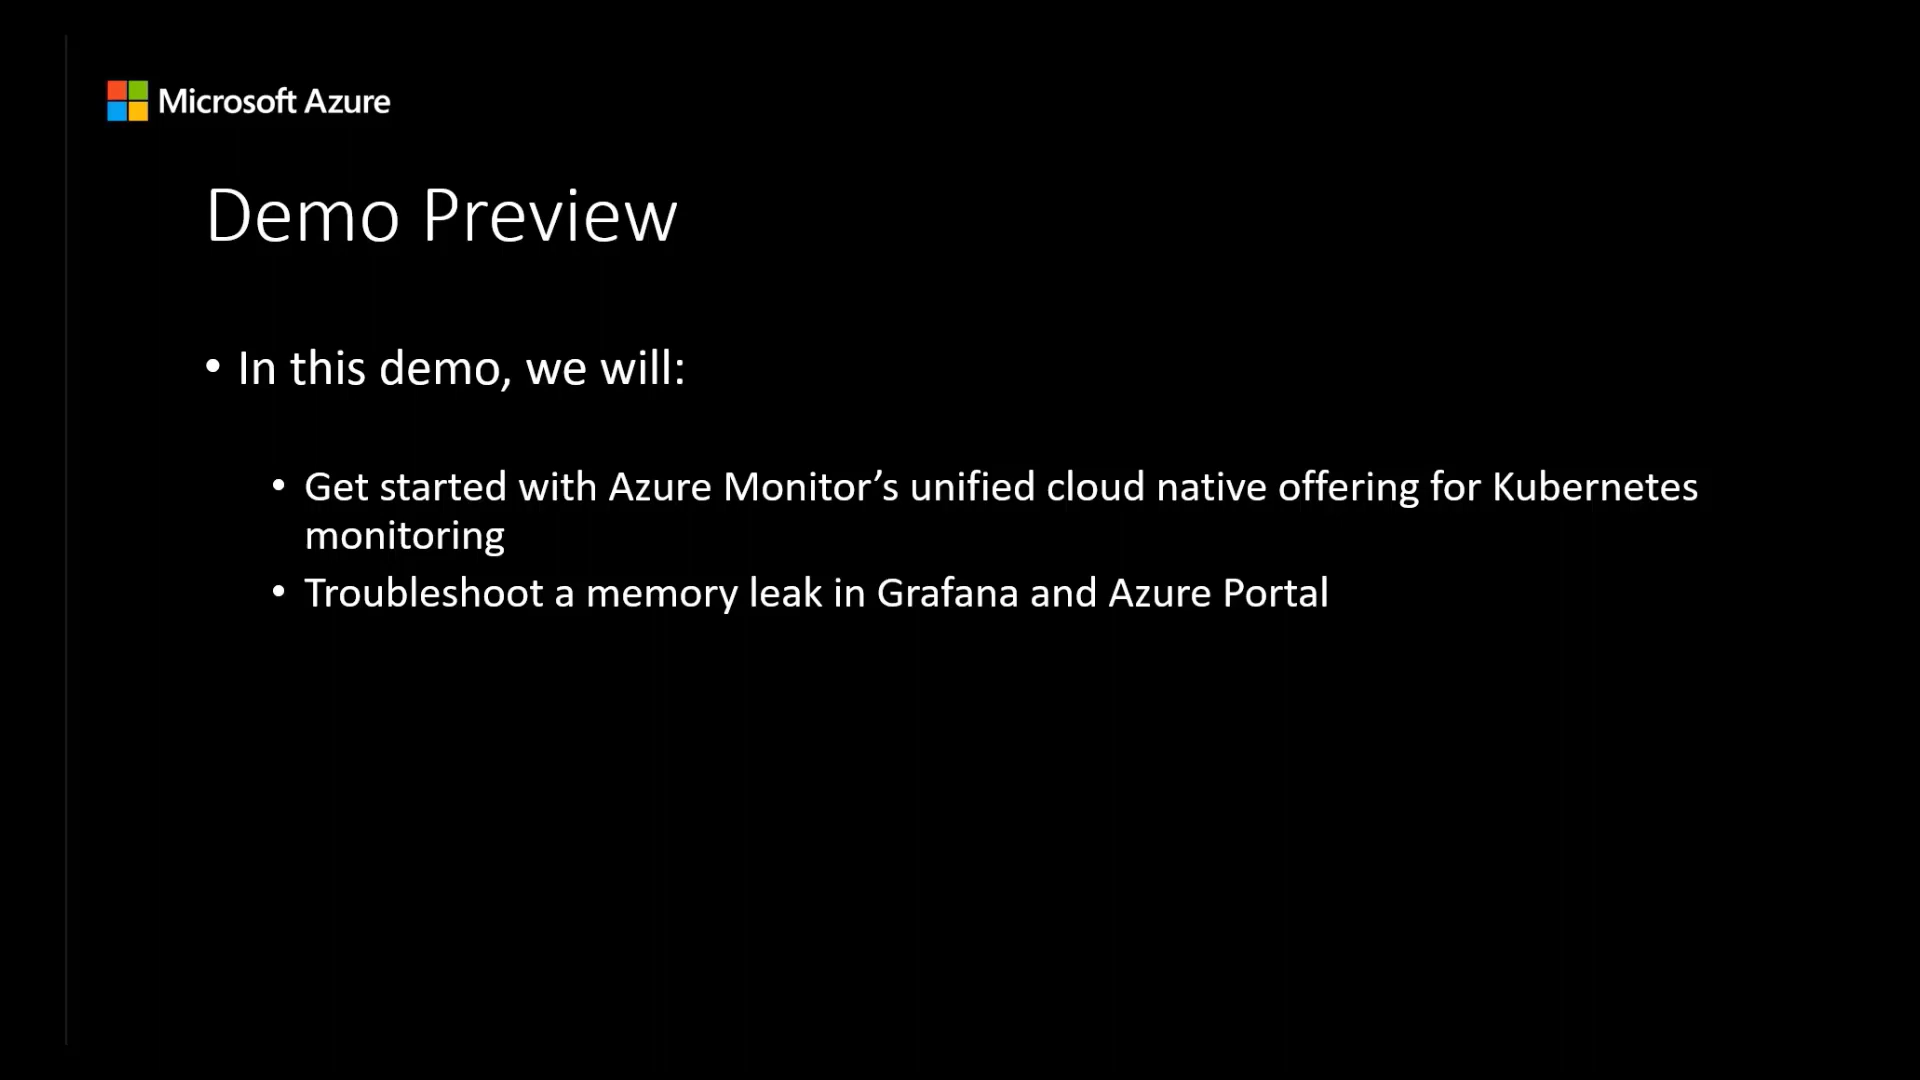 Microsoft Azure
Demo Preview
• In this demo, we will:
• Get started with Azure Monitor’s unified cloud native offering for Kubernetes
monitoring
• Troubleshoot a memory leak in Grafana and Azure Portal